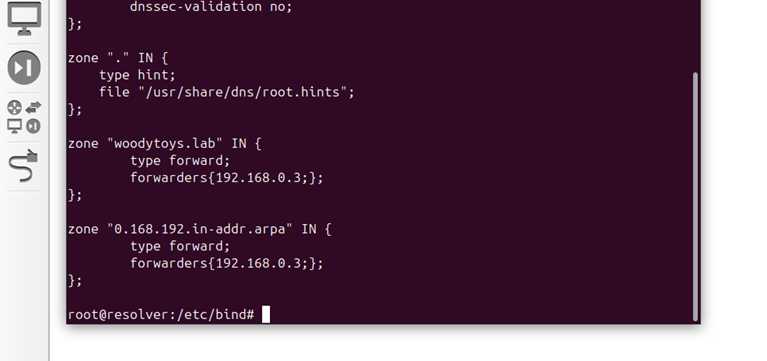 dnssec-validation no;
};
zone "." IN {
type hint;
file "/usr/share/dns/root.hints";
};
zone "woodytoys.lab" IN {
type forward;
forwarders{192.168.0.3;};
};
zone "0.168.192.in-addr.arpa" IN {
type forward;
forwarders{192.168.0.3;};
};
root@resolver:/etc/bind#